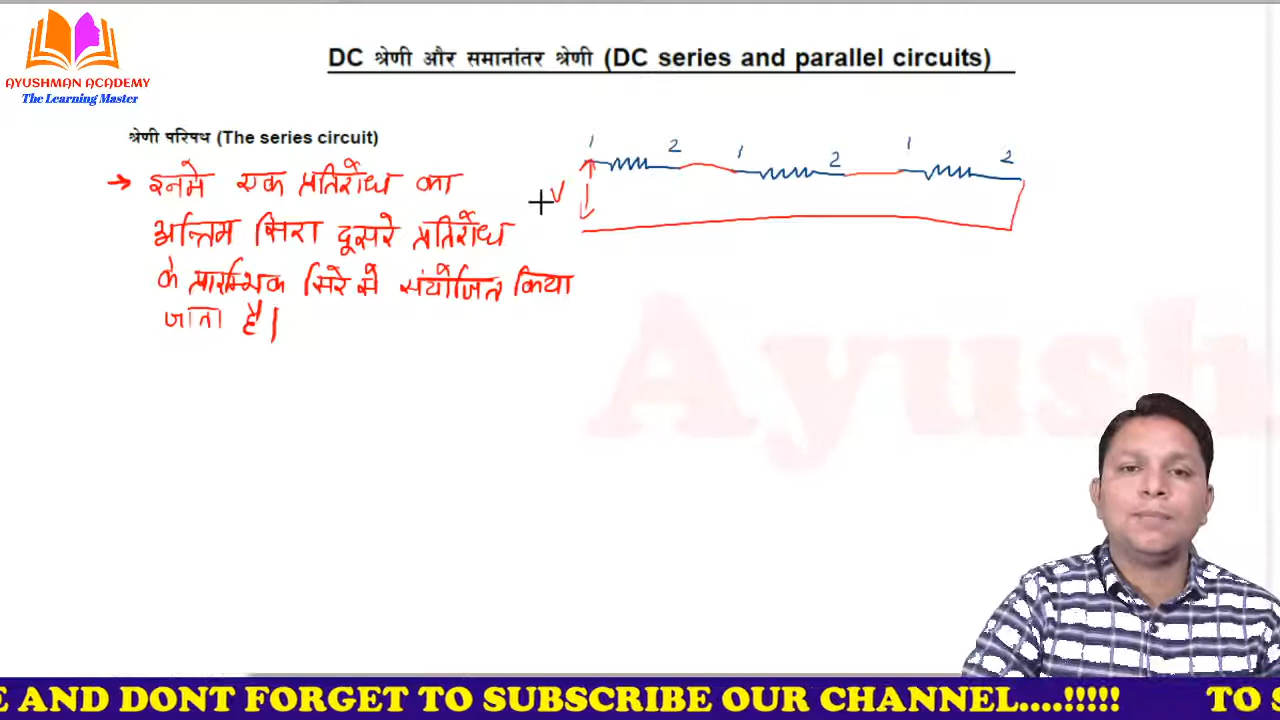 AYUSHMAN ACADEMY
The Learning Master
DC श्रेणी और समानांतर श्रेणी (DC series and parallel circuits)
श्रेणी परिपथ (The series circuit)
→ इनमे एक प्रतिरोध का
अन्तिम सिरा दूसरे प्रतिरोध
के प्रारम्भिक सिरे से संयोजित किया
जाता है।
1 2 1 2 1 2
V
Ayush
E AND DONT FORGET TO SUBSCRIBE OUR CHANNEL....!!!!! TO S